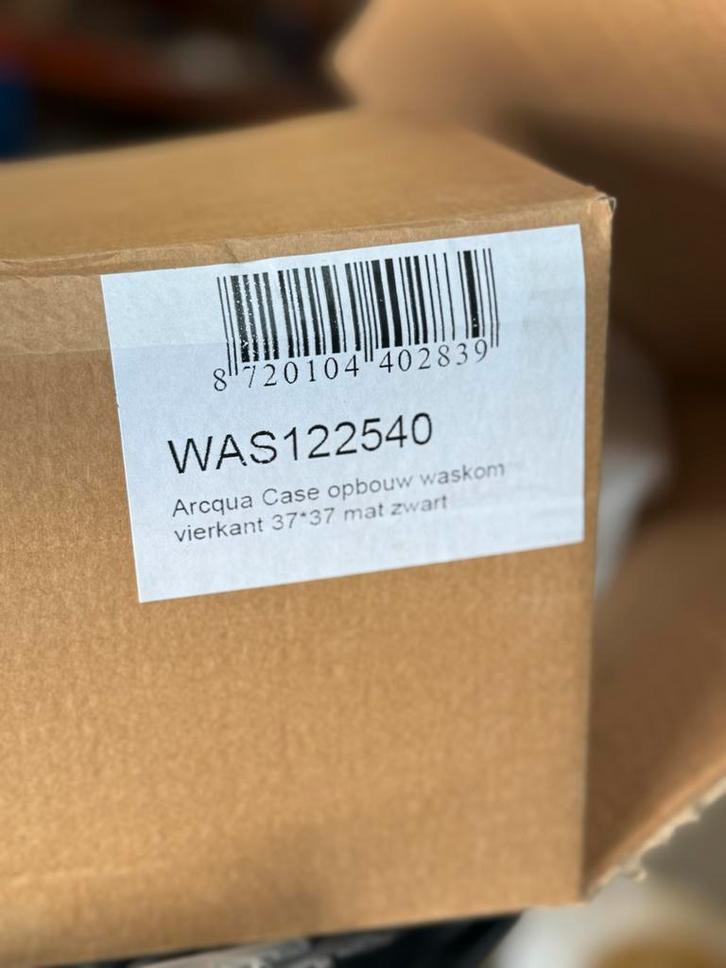 8 720104 402839
WAS122540
Arcqua Case opbouw waskom
vierkant 37*37 mat zwart